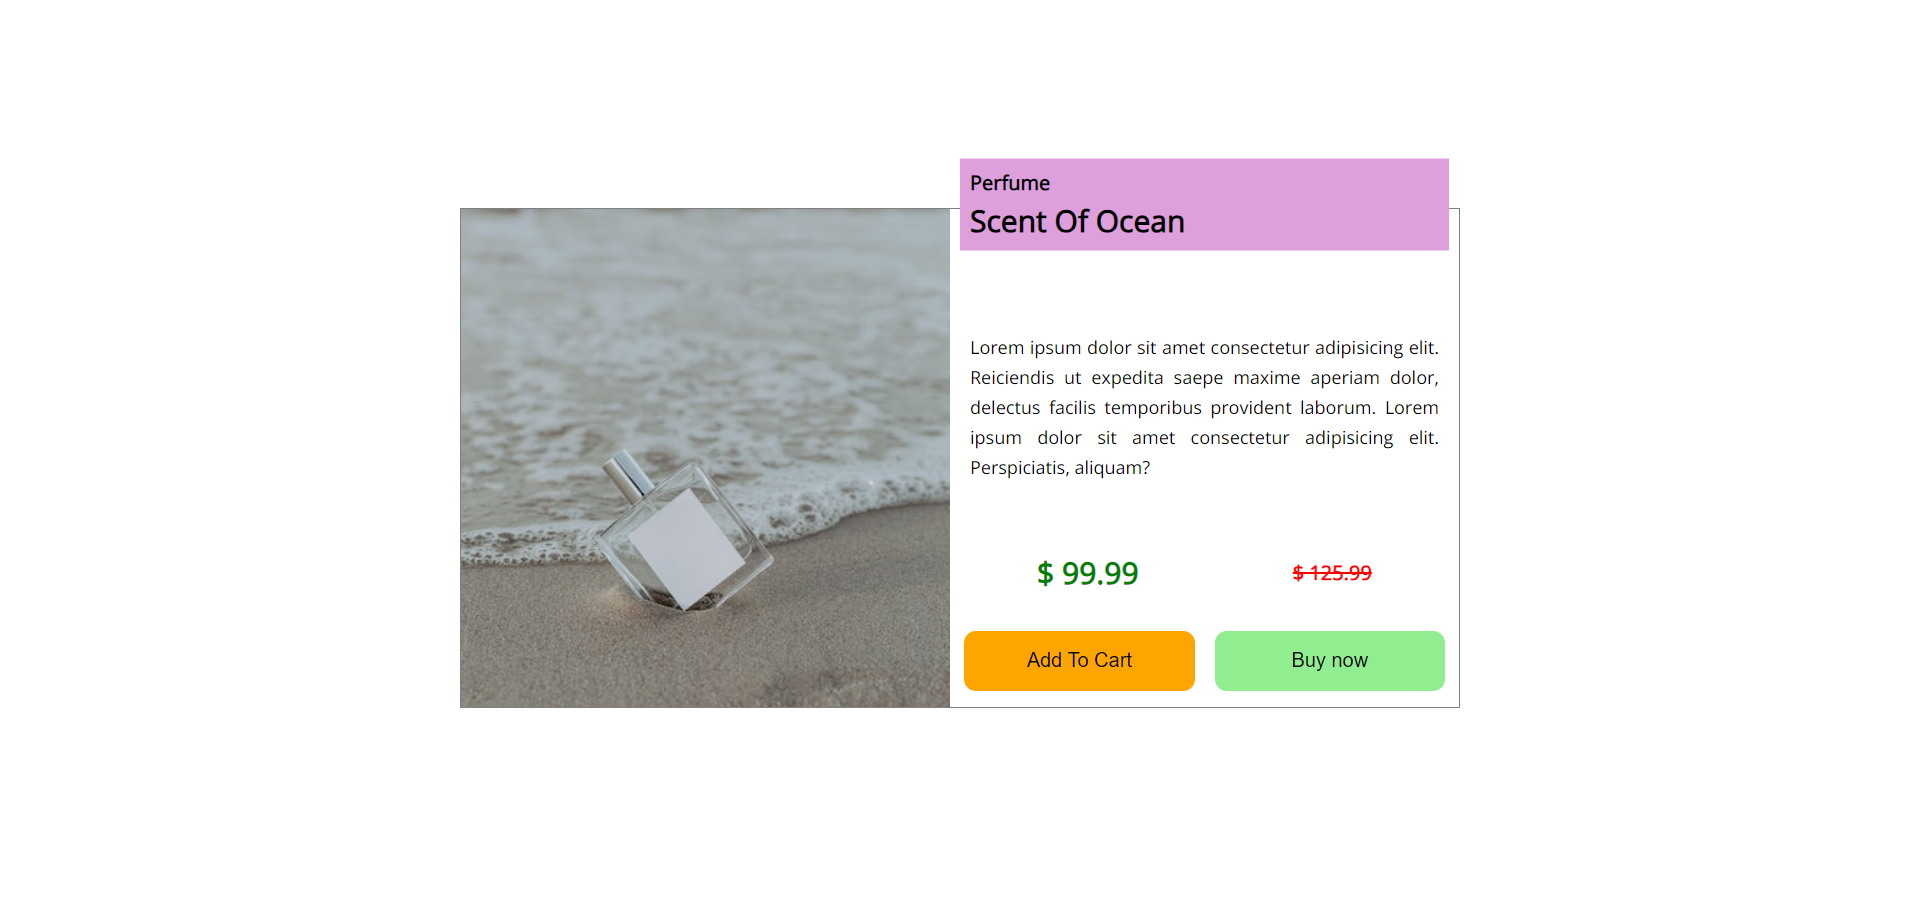 Perfume
Scent Of Ocean
Lorem ipsum dolor sit amet consectetur adipisicing elit.
Reiciendis ut expedita saepe maxime aperiam dolor,
delectus facilis temporibus provident laborum. Lorem
ipsum dolor sit amet consectetur adipisicing elit.
Perspiciatis, aliquam?
$ 99.99 $ 125.99
Add To Cart Buy now